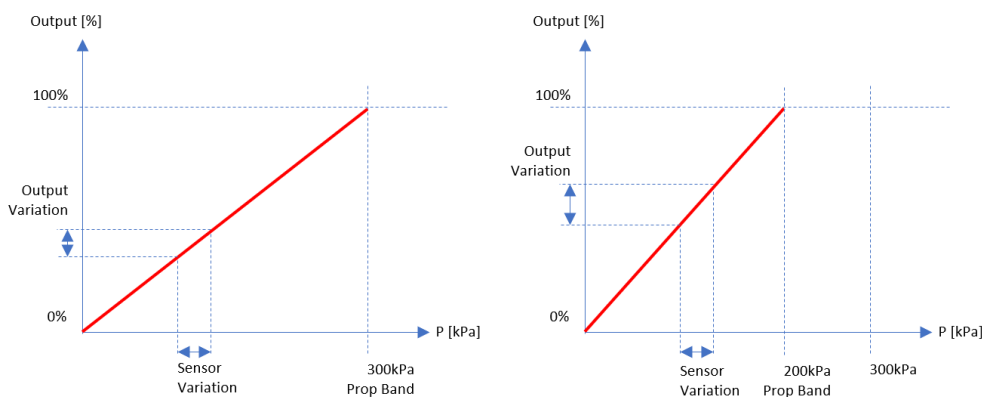 Output [%]
100%
Output
Variation
0%
P [kPa]
Sensor
Variation
300kPa
Prop Band
Output [%]
100%
Output
Variation
0%
P [kPa]
Sensor
Variation
200kPa
Prop Band
300kPa